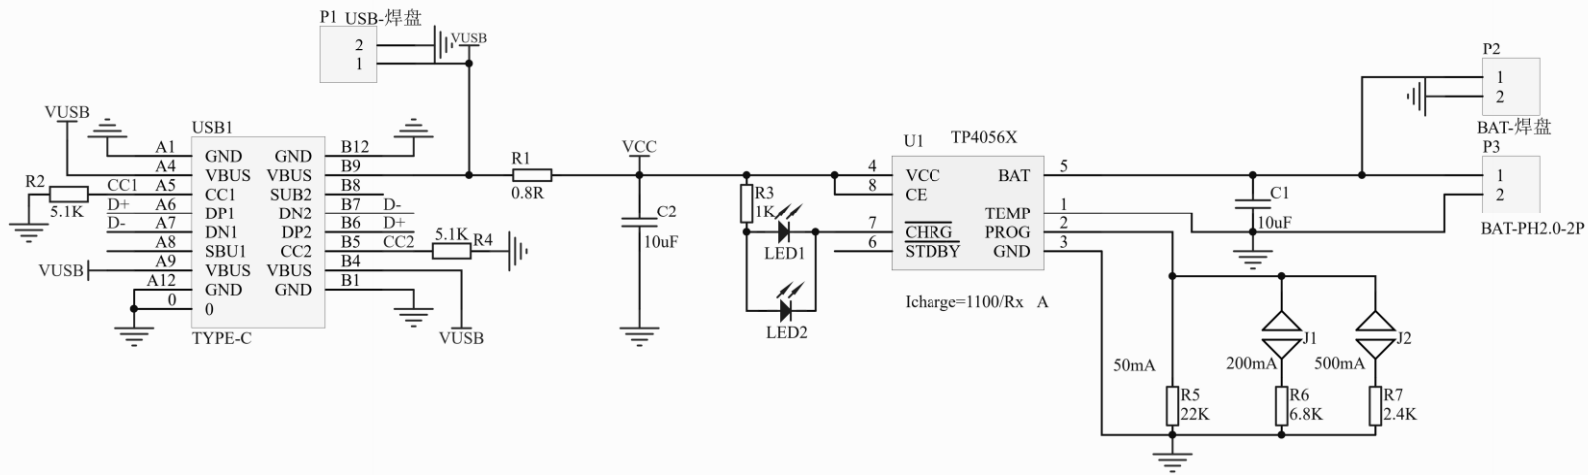 P1 USB-焊盘
2
1
VUSB
VUSB
USB1
A1 GND GND B12
A4 VBUS VBUS B9
R2 CC1 A5 CC1 SUB2 B8
5.1K
D+ A6 DP1 DN2 B7 D-
D- A7 DN1 DP2 B6 D+
A8 SBU1 CC2 B5 CC2 5.1K R4
VUSB A9 VBUS VBUS B4
A12 GND GND B1
0 0
TYPE-C
VUSB
R1
0.8R
VCC
C2
10uF
R3
1K
LED1
LED2
U1 TP4056X
4 VCC BAT 5
8 CE
TEMP 1
7 CHRG PROG 2
6 STDBY GND 3
Icharge=1100/Rx A
C1
10uF
P2
1
2
BAT-焊盘
P3
1
2
BAT-PH2.0-2P
J1 J2
50mA 200mA 500mA
R5 R6 R7
22K 6.8K 2.4K